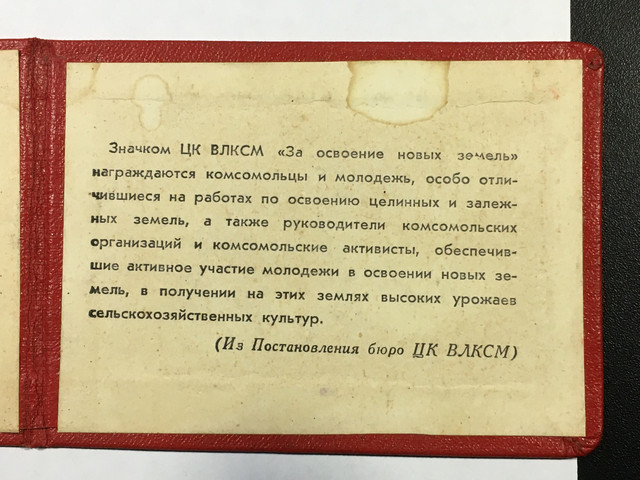 Значком ЦК ВЛКСМ «За освоение новых земель»
награждаются комсомольцы и молодежь, особо отли-
чившиеся на работах по освоению целинных и залеж-
ных земель, а также руководители комсомольских
организаций и комсомольские активисты, обеспечив-
шие активное участие молодежи в освоении новых зе-
мель, в получении на этих землях высоких урожаев
сельскохозяйственных культур.
(Из Постановления бюро ЦК ВЛКСМ)